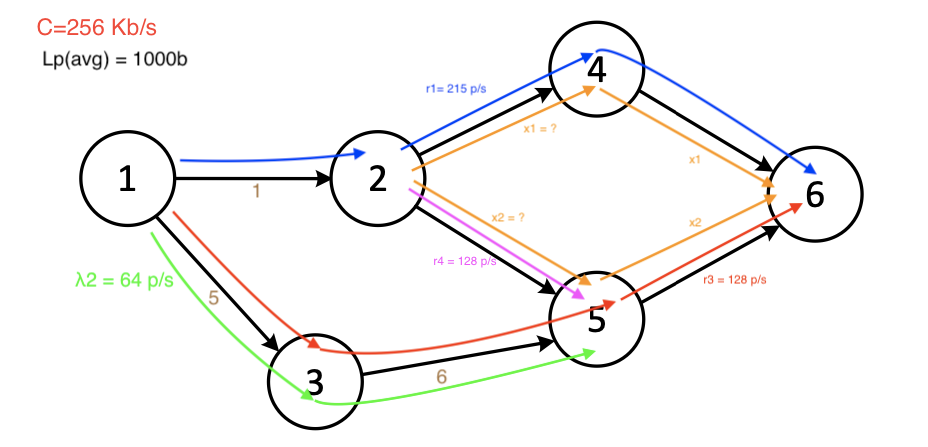 C=256 Kb/s
Lp(avg) = 1000b
4
r1= 215 p/s
x1 = ?
x1
1
2
6
1
x2 = ?
x2
r4 = 128 p/s
λ2 = 64 p/s
r3 = 128 p/s
5
5
3
6